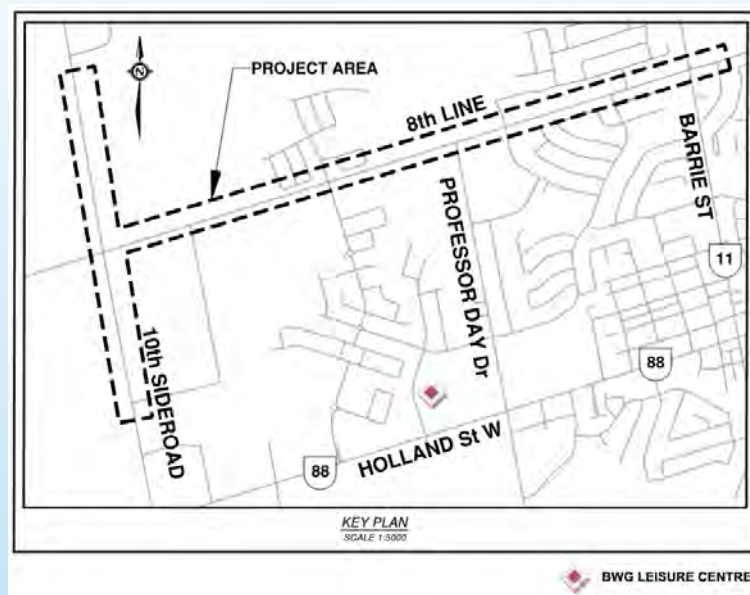 PROJECT AREA
8th LINE
BARRIE ST
PROFESSOR DAY Dr
11
10th SIDEROAD
88
HOLLAND St W
88
KEY PLAN
SCALE 1:5000
BWG LEISURE CENTRE